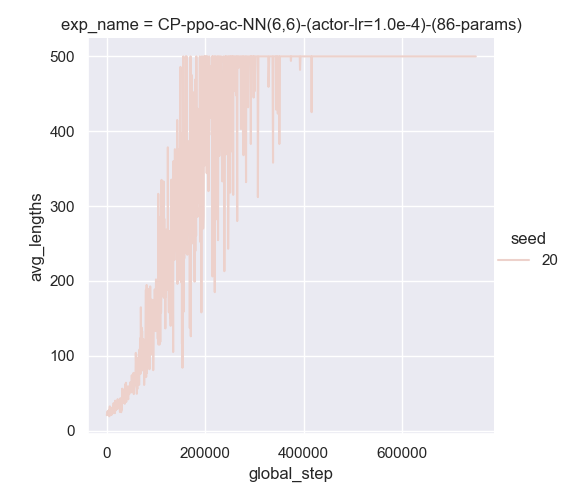 exp_name = CP-ppo-ac-NN(6,6)-(actor-lr=1.0e-4)-(86-params)
500
400
300
200
100
0
avg_lengths
0 200000 400000 600000
global_step
seed
20